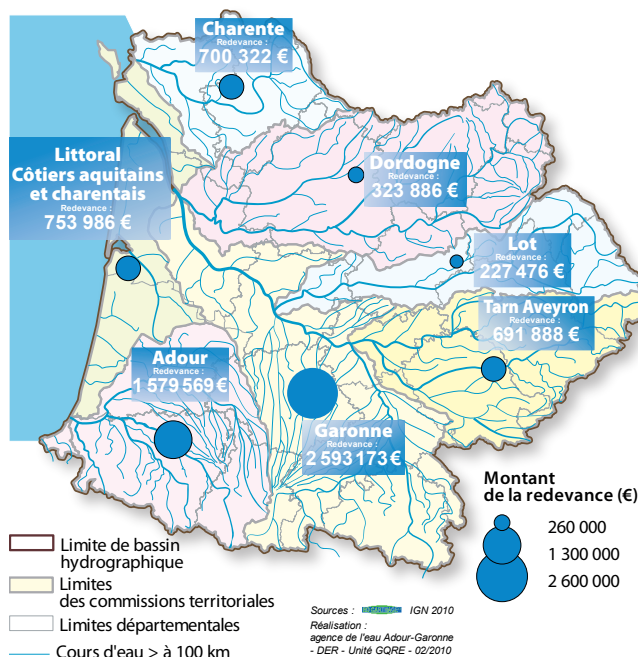 Charente
Redevance :
700 322 €
Littoral
Côtiers aquitains
et charentais
Redevance :
753 986 €
Dordogne
Redevance :
323 886 €
Lot
Redevance :
227 476 €
Tarn Aveyron
Redevance :
691 888 €
Adour
Redevance :
1 579 569 €
Garonne
Redevance :
2 593 173 €
Montant
de la redevance (€)
260 000
1 300 000
2 600 000
Limite de bassin
hydrographique
Limites
des commissions territoriales
Limites départementales
Cours d'eau > à 100 km
Sources : IGN 2010
Réalisation :
agence de l'eau Adour-Garonne
- DER - Unité GQRE - 02/2010